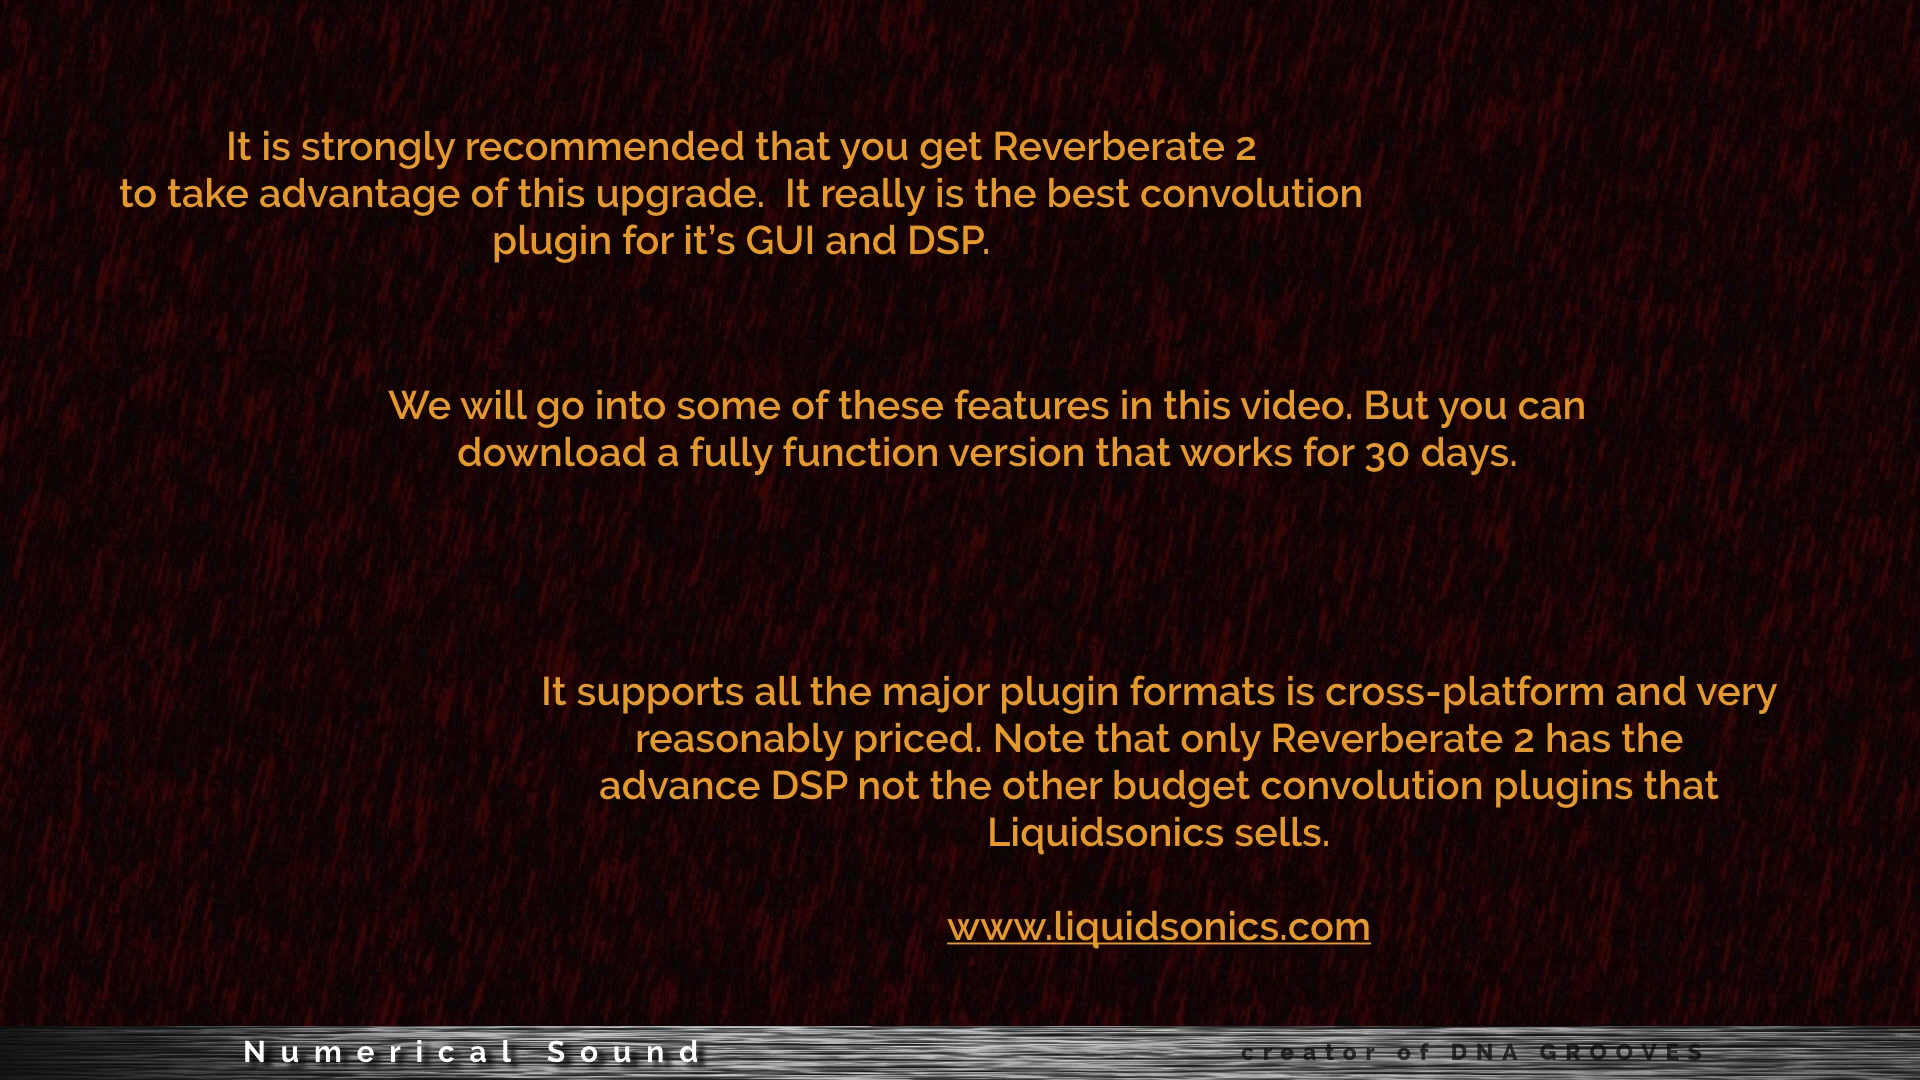 It is strongly recommended that you get Reverberate 2
to take advantage of this upgrade.  It really is the best convolution
plugin for it’s GUI and DSP.
We will go into some of these features in this video. But you can
download a fully function version that works for 30 days.
It supports all the major plugin formats is cross-platform and very
reasonably priced. Note that only Reverberate 2 has the
advance DSP not the other budget convolution plugins that
Liquidsonics sells.
www.liquidsonics.com
Numerical Sound
creator of DNA GROOVES